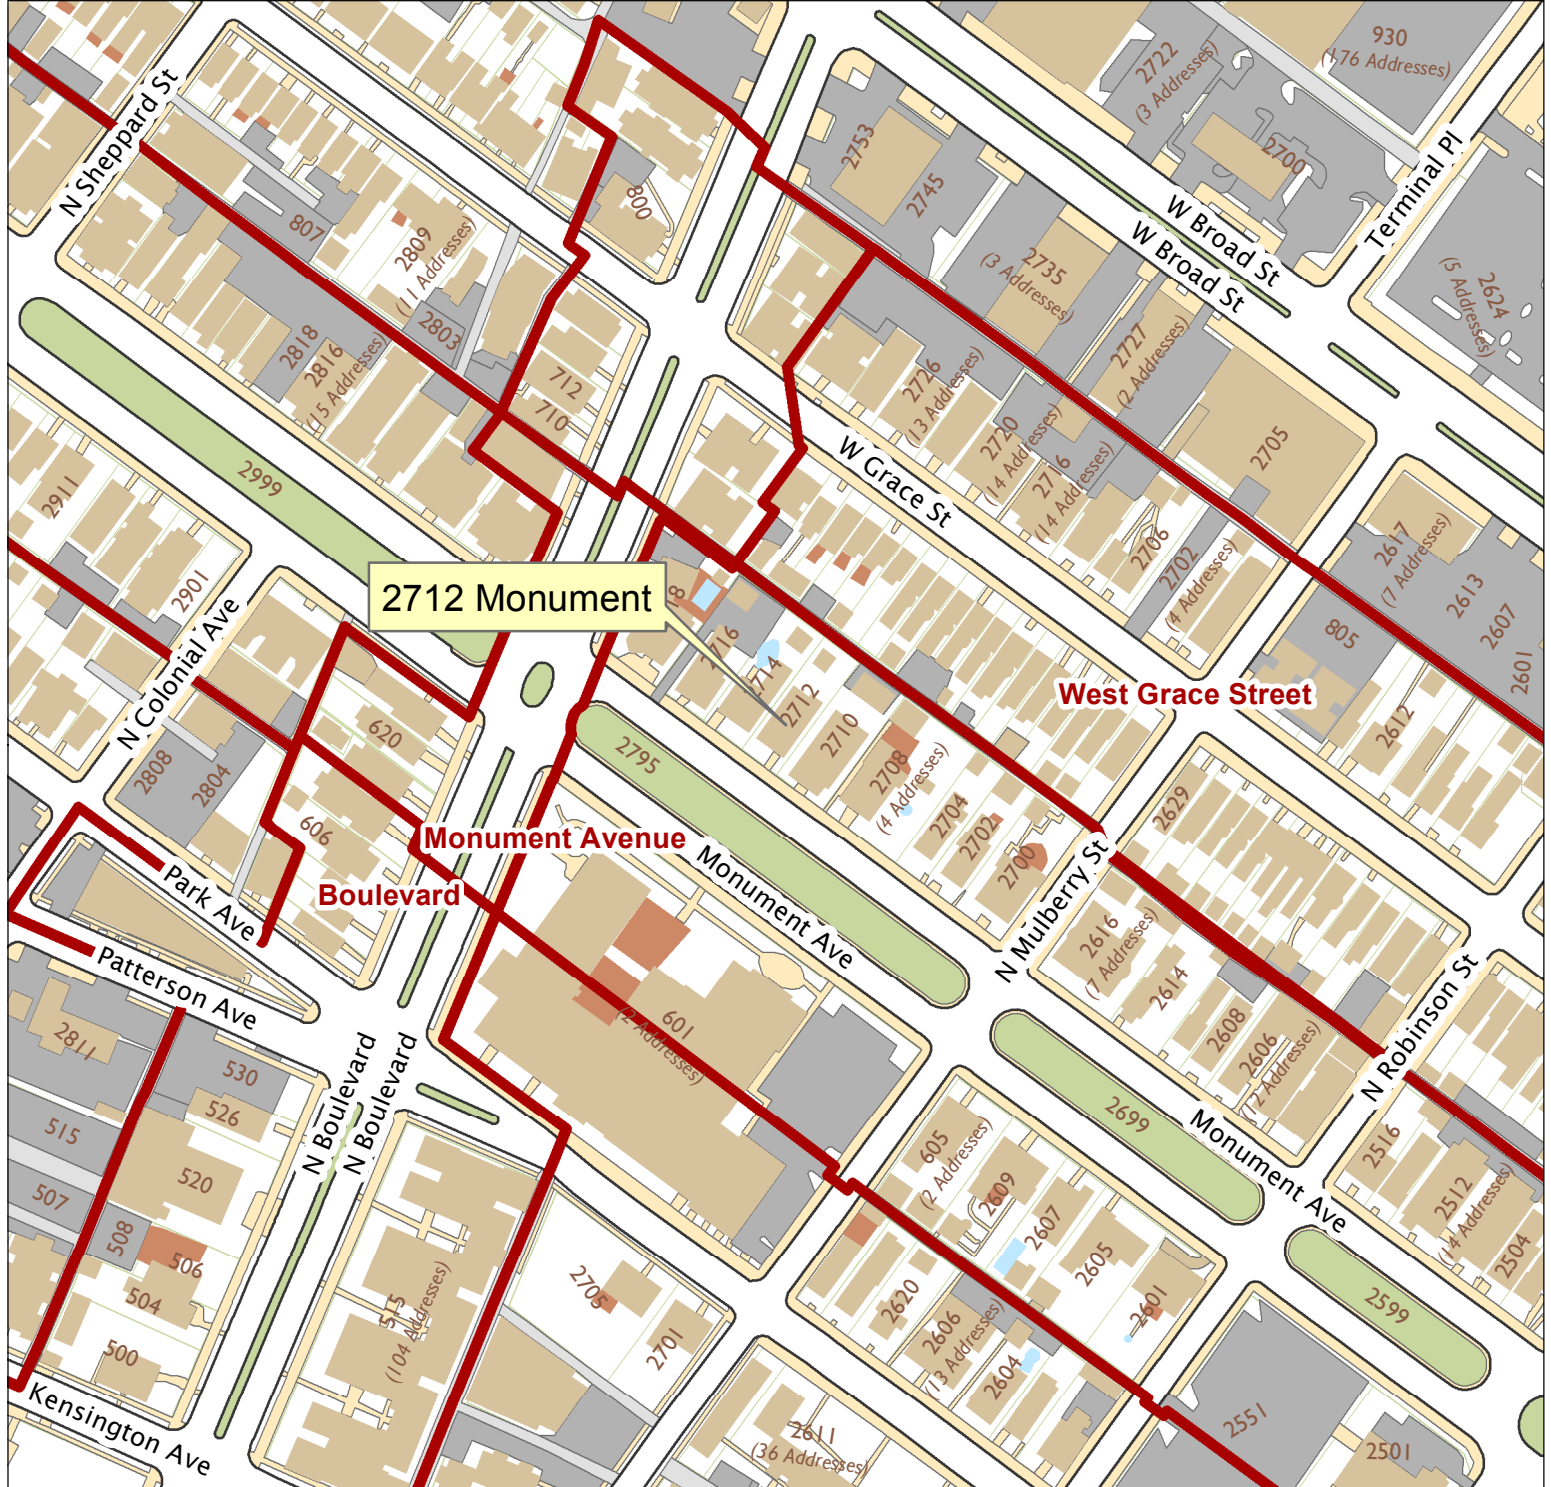 930
(176 Addresses)
2722
(3 Addresses)
2700
Terminal Pl
N Sheppard St
2753
2745
800
W Broad St
W Broad St
807
2809
(11 Addresses)
2735
(3 Addresses)
2624
(5 Addresses)
2803
2818
2816
(15 Addresses)
712
710
2726
(13 Addresses)
2727
(2 Addresses)
2720
(14 Addresses)
(14 Addresses)
2705
W Grace St
2999
2911
2706
2702
(4 Addresses)
2617
(7 Addresses)
2613
2607
2601
805
2901
2712 Monument
2716
2714
2712
2710
West Grace Street
2612
N Colonial Ave
620
2795
2708
(4 Addresses)
2808
2804
606
2704
2702
2700
2629
Monument Avenue
Boulevard
Monument Ave
N Mulberry St
Park Ave
Patterson Ave
2616
(7 Addresses)
2614
2608
2606
(12 Addresses)
N Robinson St
601
(2 Addresses)
2811
530
526
N Boulevard
N Boulevard
515
520
507
508
506
504
500
2699
Monument Ave
605
(2 Addresses)
2609
2607
2605
2601
2516
2512
(14 Addresses)
2504
2599
515
(104 Addresses)
2705
2701
2620
2606
(13 Addresses)
2604
Kensington Ave
2611
(36 Addresses)
2551
2501